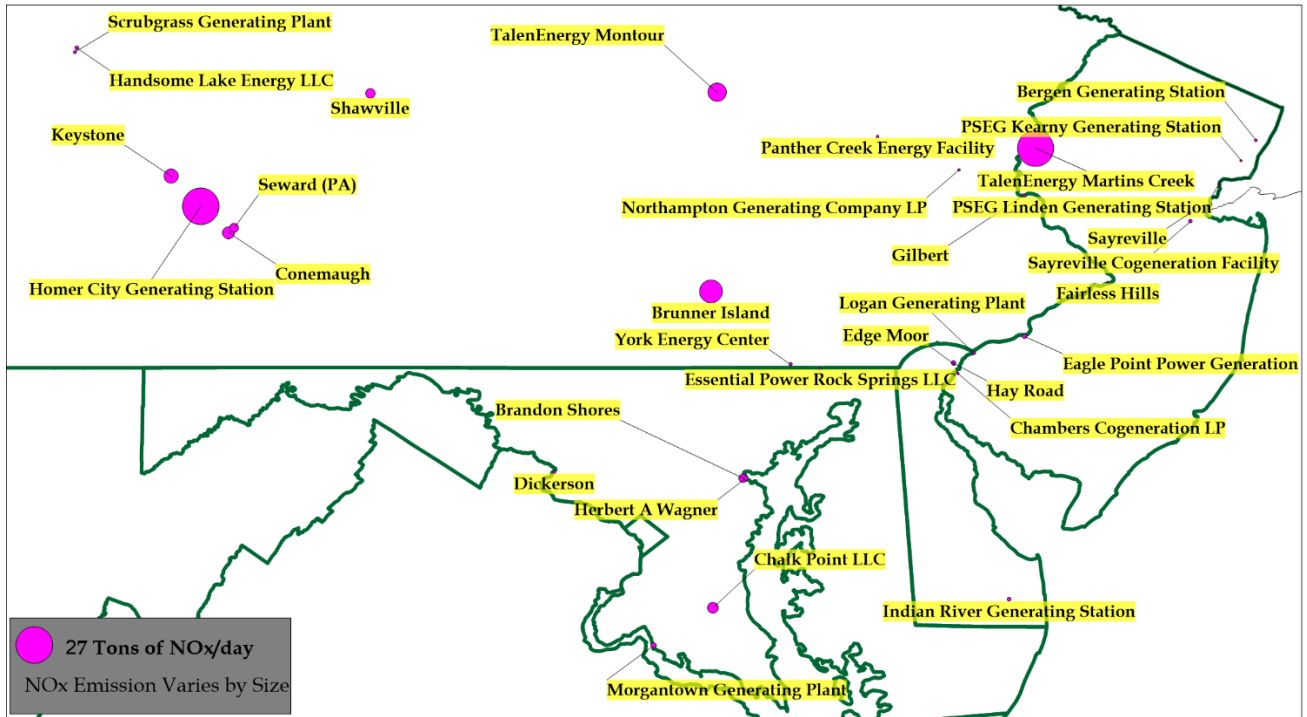 Scrubgrass Generating Plant
TalenEnergy Montour
Handsome Lake Energy LLC
Bergen Generating Station
Shawville
PSEG Kearny Generating Station
Keystone
Panther Creek Energy Facility
TalenEnergy Martins Creek
Seward (PA)
Northampton Generating Company LP
PSEG Linden Generating Station
Sayreville
Gilbert
Sayreville Cogeneration Facility
Conemaugh
Homer City Generating Station
Fairless Hills
Logan Generating Plant
Brunner Island
Edge Moor
York Energy Center
Eagle Point Power Generation
Essential Power Rock Springs LLC
Hay Road
Brandon Shores
Chambers Cogeneration LP
Dickerson
Herbert A Wagner
Chalk Point LLC
Indian River Generating Station
Morgantown Generating Plant
27 Tons of NOx/day
NOx Emission Varies by Size